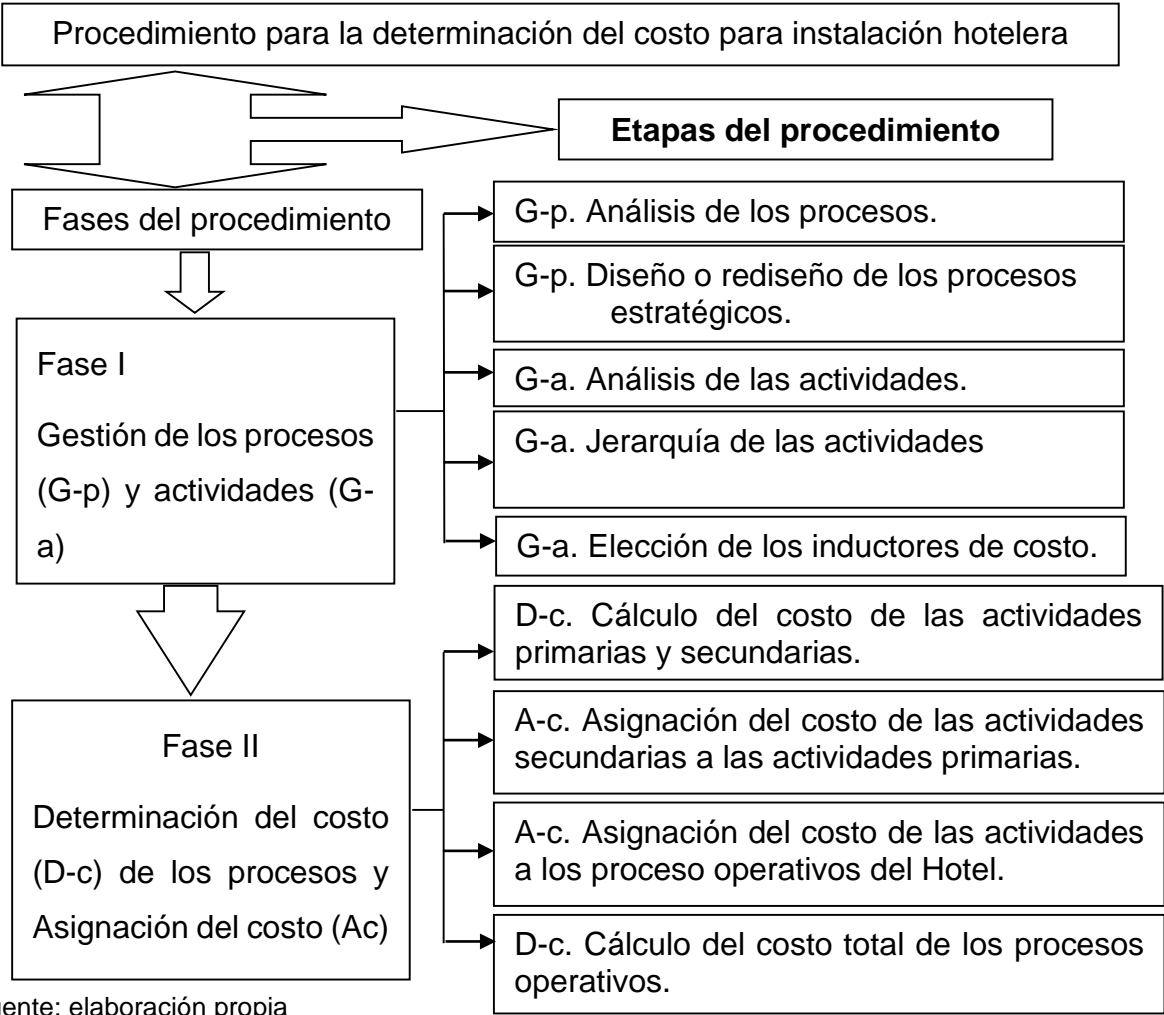 Procedimiento para la determinación del costo para instalación hotelera
Etapas del procedimiento
Fases del procedimiento
G-p. Análisis de los procesos.
G-p. Diseño o rediseño de los procesos
estratégicos.
Fase I
Gestión de los procesos
(G-p) y actividades (G-
a)
G-a. Análisis de las actividades.
G-a. Jerarquía de las actividades
G-a. Elección de los inductores de costo.
Fase II
Determinación del costo
(D-c) de los procesos y
Asignación del costo (Ac)
D-c. Cálculo del costo de las actividades
primarias y secundarias.
A-c. Asignación del costo de las actividades
secundarias a las actividades primarias.
A-c. Asignación del costo de las actividades
a los proceso operativos del Hotel.
D-c. Cálculo del costo total de los procesos
operativos.
elaboración propia